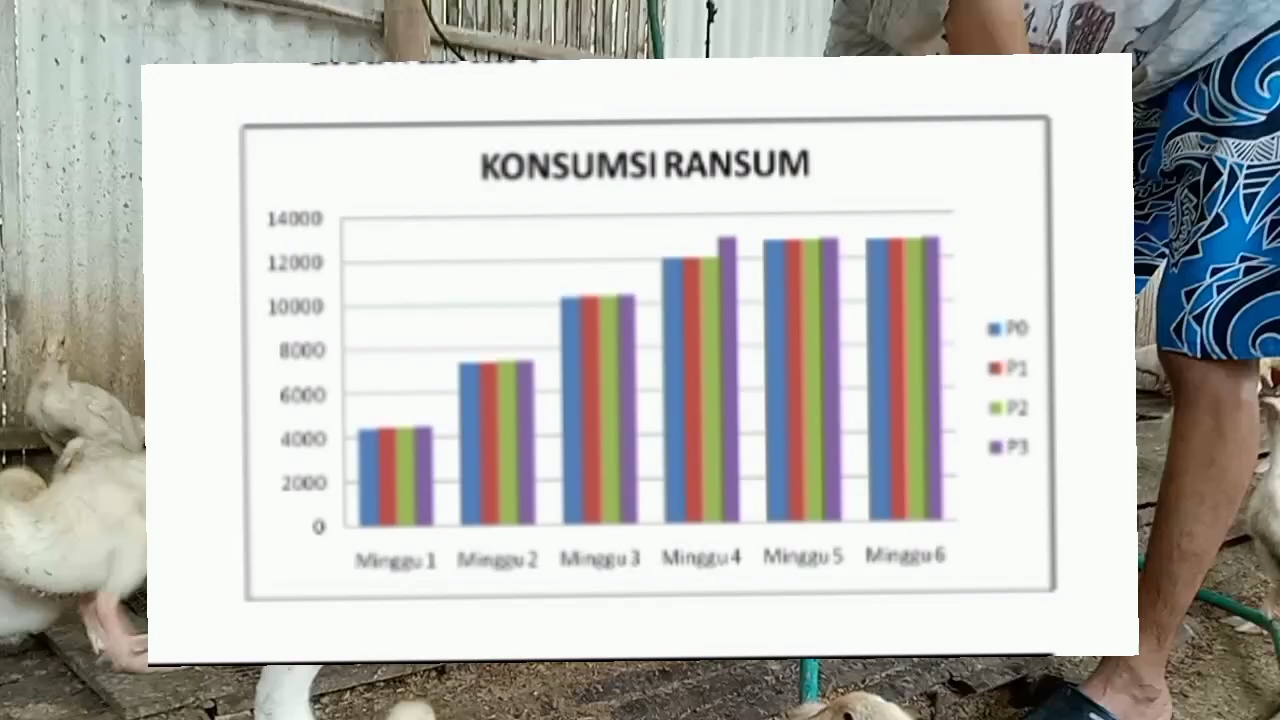 KONSUMSI RANSUM
14000
12000
10000
8000
6000
4000
2000
0
Minggu 1 Minggu 2 Minggu 3 Minggu 4 Minggu 5 Minggu 6
P0
P1
P2
P3